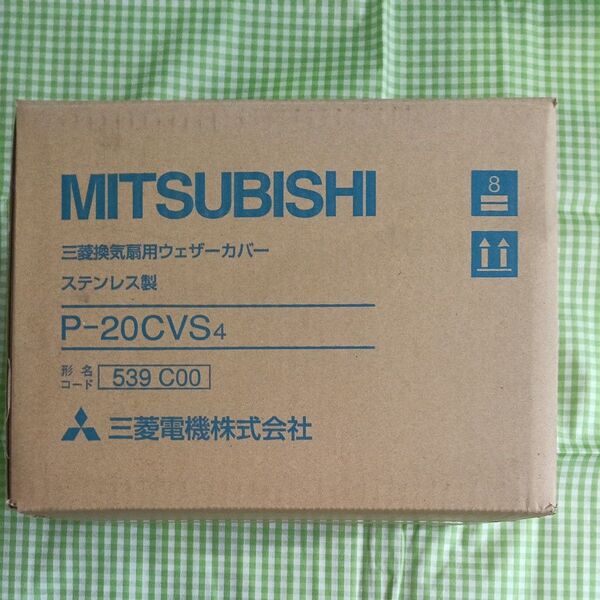 MITSUBISHI
8
三菱換気扇用ウェザーカバー
ステンレス製
P-20CVS4
形名
コード 539 C00
三菱電機株式会社